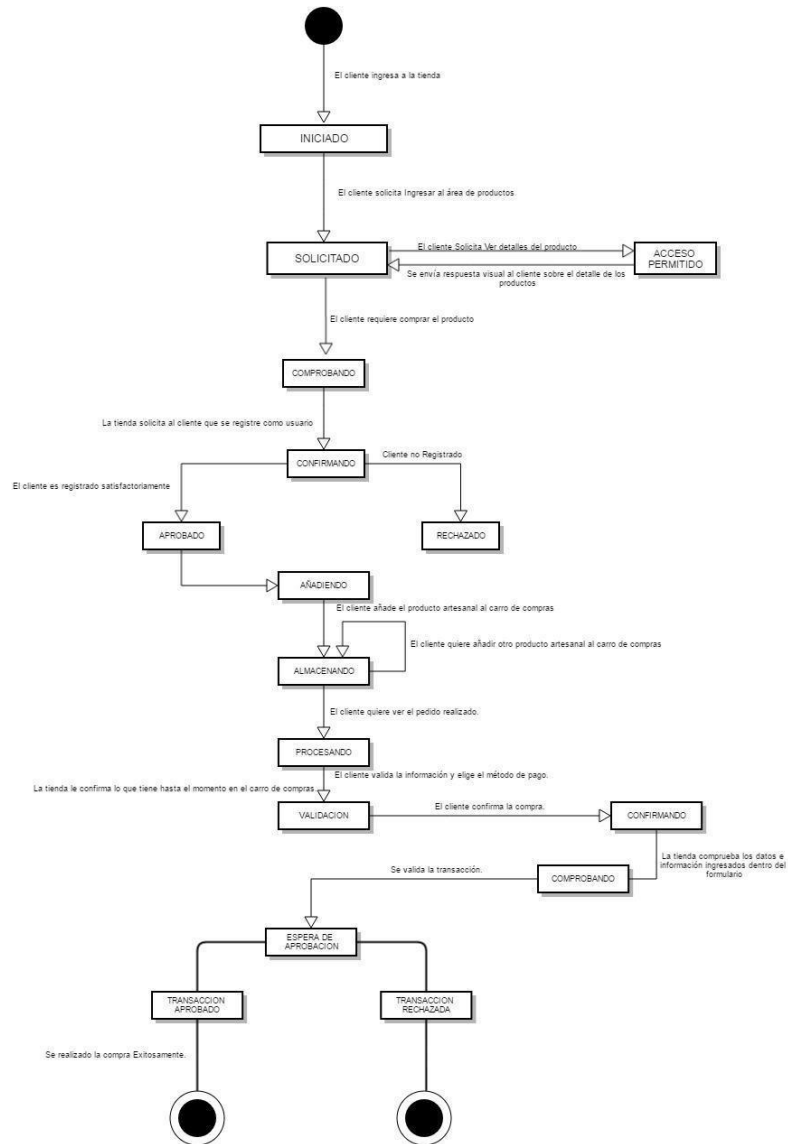 El cliente ingresa a la tienda
INICIADO
El cliente solicita Ingresar al área de productos
SOLICITADO
El cliente Solicita Ver detalles del producto
ACCESO
PERMITIDO
Se envía respuesta visual al cliente sobre el detalle de los
productos
El cliente requiere comprar el producto
COMPROBANDO
La tienda solicita al cliente que se registre como usuario
CONFIRMANDO
Cliente no Registrado
El cliente es registrado satisfactoriamente
APROBADO
RECHAZADO
AÑADIENDO
El cliente añade el producto artesanal al carro de compras
El cliente quiere añadir otro producto artesanal al carro de compras
ALMACENANDO
El cliente quiere ver el pedido realizado.
PROCESANDO
El cliente valida la información y elige el método de pago.
La tienda le confirma lo que tiene hasta el momento en el carro de compras
VALIDACION
El cliente confirma la compra.
CONFIRMANDO
La tienda comprueba los datos e
información ingresados dentro del
formulario
Se valida la transacción.
COMPROBANDO
ESPERA DE
APROBACION
TRANSACCION
APROBADO
TRANSACCION
RECHAZADA
Se realizado la compra Exitosamente.